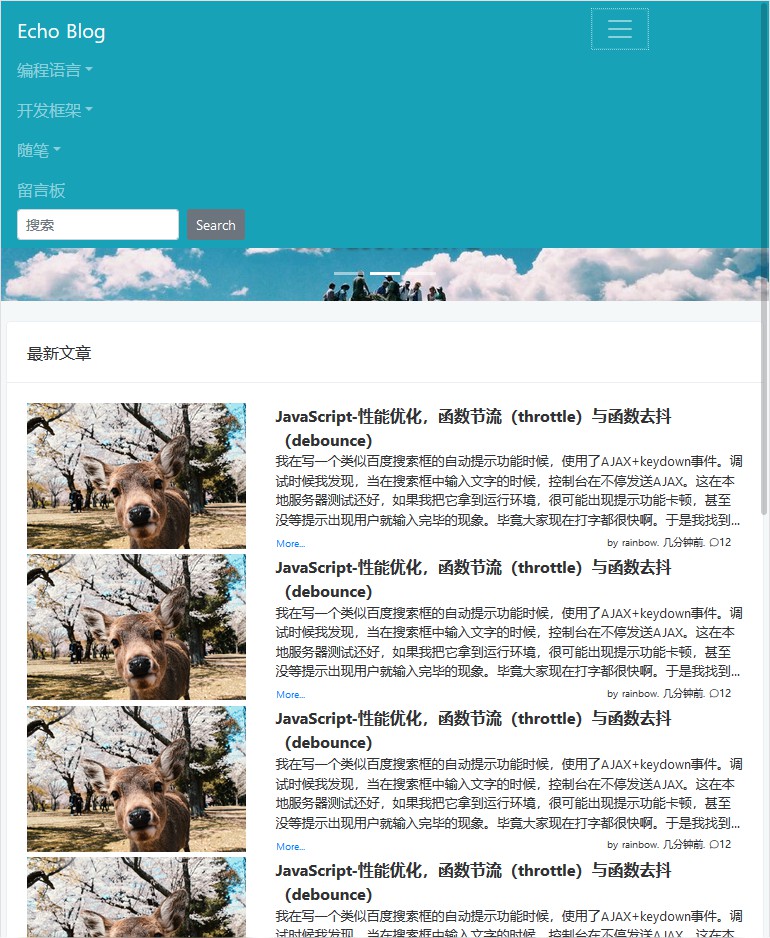 Echo Blog
编程语言
开发框架
随笔
留言板
搜索 Search
最新文章
JavaScript-性能优化，函数节流（throttle）与函数去抖
（debounce）
我在写一个类似百度搜索框的自动提示功能时候，使用了AJAX+keydown事件。调
试时候我发现，当在搜索框中输入文字的时候，控制台在不停发送AJAX。这在本
地服务器测试还好，如果我把它拿到运行环境，很可能出现提示功能卡顿，甚至
没等提示出现用户就输入完毕的现象。毕竟大家现在打字都很快啊。于是我找到...
More... by rainbow. 几分钟前. 12
JavaScript-性能优化，函数节流（throttle）与函数去抖
（debounce）
我在写一个类似百度搜索框的自动提示功能时候，使用了AJAX+keydown事件。调
试时候我发现，当在搜索框中输入文字的时候，控制台在不停发送AJAX。这在本
地服务器测试还好，如果我把它拿到运行环境，很可能出现提示功能卡顿，甚至
没等提示出现用户就输入完毕的现象。毕竟大家现在打字都很快啊。于是我找到...
More... by rainbow. 几分钟前. 12
JavaScript-性能优化，函数节流（throttle）与函数去抖
（debounce）
我在写一个类似百度搜索框的自动提示功能时候，使用了AJAX+keydown事件。调
试时候我发现，当在搜索框中输入文字的时候，控制台在不停发送AJAX。这在本
地服务器测试还好，如果我把它拿到运行环境，很可能出现提示功能卡顿，甚至
没等提示出现用户就输入完毕的现象。毕竟大家现在打字都很快啊。于是我找到...
More... by rainbow. 几分钟前. 12
JavaScript-性能优化，函数节流（throttle）与函数去抖
（debounce）
我在写一个类似百度搜索框的自动提示功能时候，使用了AJAX+keydown事件。调
试时候我发现，当在搜索框中输入文字的时候，控制台在不停发送AJAX。这在本